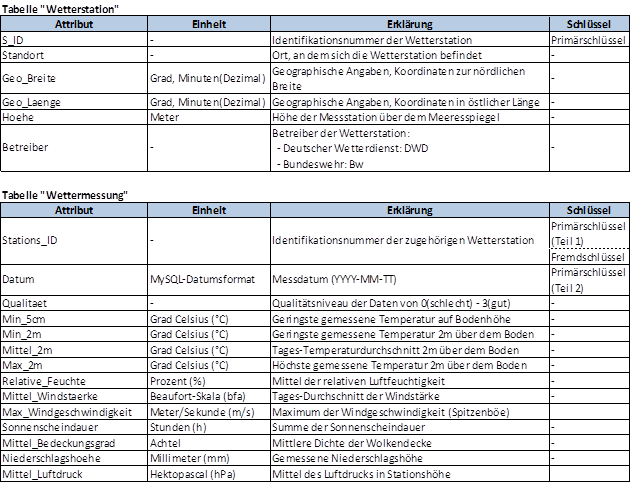 Tabelle "Wetterstation"
Attribut Einheit Erklärung Schlüssel
S_ID - Identifikationsnummer der Wetterstation Primärschlüssel
Standort - Ort, an dem sich die Wetterstation befindet -
Geo_Breite Grad, Minuten(Dezimal) Geographische Angaben, Koordinaten zur nördlichen Breite -
Geo_Laenge Grad, Minuten(Dezimal) Geographische Angaben, Koordinaten in östlicher Länge -
Hoehe Meter Höhe der Messstation über dem Meeresspiegel -
Betreiber - Betreiber der Wetterstation: -
- Deutscher Wetterdienst: DWD
- Bundeswehr: Bw
Tabelle "Wettermessung"
Attribut Einheit Erklärung Schlüssel
Stations_ID - Identifikationsnummer der zugehörigen Wetterstation Primärschlüssel
(Teil 1)
Fremdschlüssel
Datum MySQL-Datumsformat Messdatum (YYYY-MM-TT) Primärschlüssel
(Teil 2)
Qualitaet - Qualitätsniveau der Daten von 0(schlecht) - 3(gut) -
Min_5cm Grad Celsius (°C) Geringste gemessene Temperatur auf Bodenhöhe -
Min_2m Grad Celsius (°C) Geringste gemessene Temperatur 2m über dem Boden -
Mittel_2m Grad Celsius (°C) Tages-Temperaturdurchschnitt 2m über dem Boden -
Max_2m Grad Celsius (°C) Höchste gemessene Temperatur 2m über dem Boden -
Relative_Feuchte Prozent (%) Mittel der relativen Luftfeuchtigkeit -
Mittel_Windstaerke Beaufort-Skala (bfa) Tages-Durchschnitt der Windstärke -
Max_Windgeschwindigkeit Meter/Sekunde (m/s) Maximum der Windgeschwindigkeit (Spitzenböe)
Sonnenscheindauer Stunden (h) Summe der Sonnenscheindauer -
Mittel_Bedeckungsgrad Achtel Mittlere Dichte der Wolkendecke -
Niederschlagshoehe Millimeter (mm) Gemessene Niederschlagshöhe -
Mittel_Luftdruck Hektopascal (hPa) Mittel des Luftdrucks in Stationshöhe